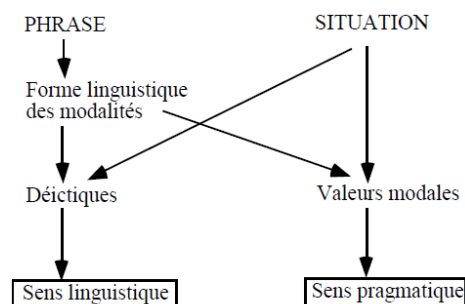 PHRASE
SITUATION
Forme linguistique
des modalités
Déictiques
Valeurs modales
Sens linguistique
Sens pragmatique